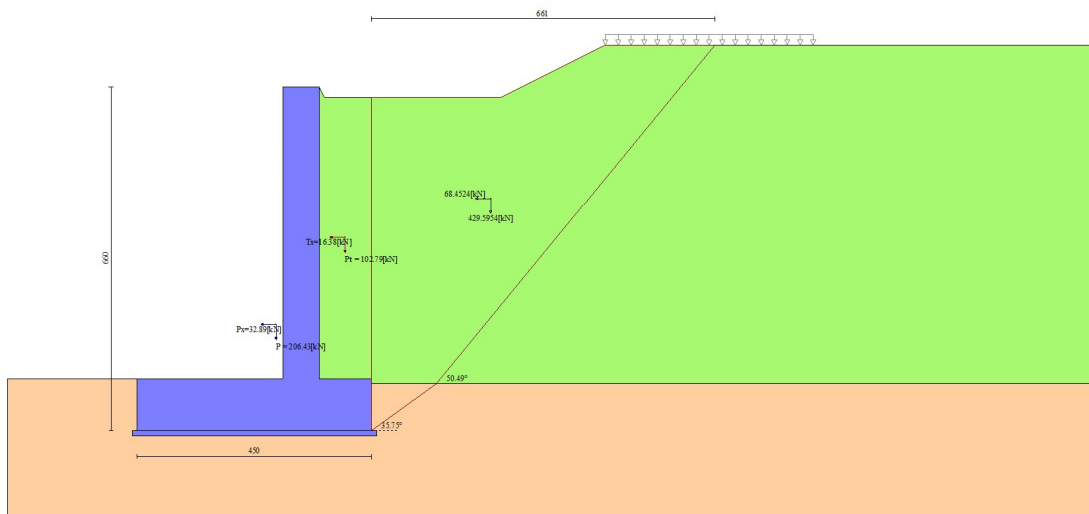 661
68.4524[kN]
429.5954[kN]
Tx=16.38[kN]
Pt = 102.79[kN]
660
Px=32.89[kN]
P = 206.43[kN]
50.49°
35.75°
450